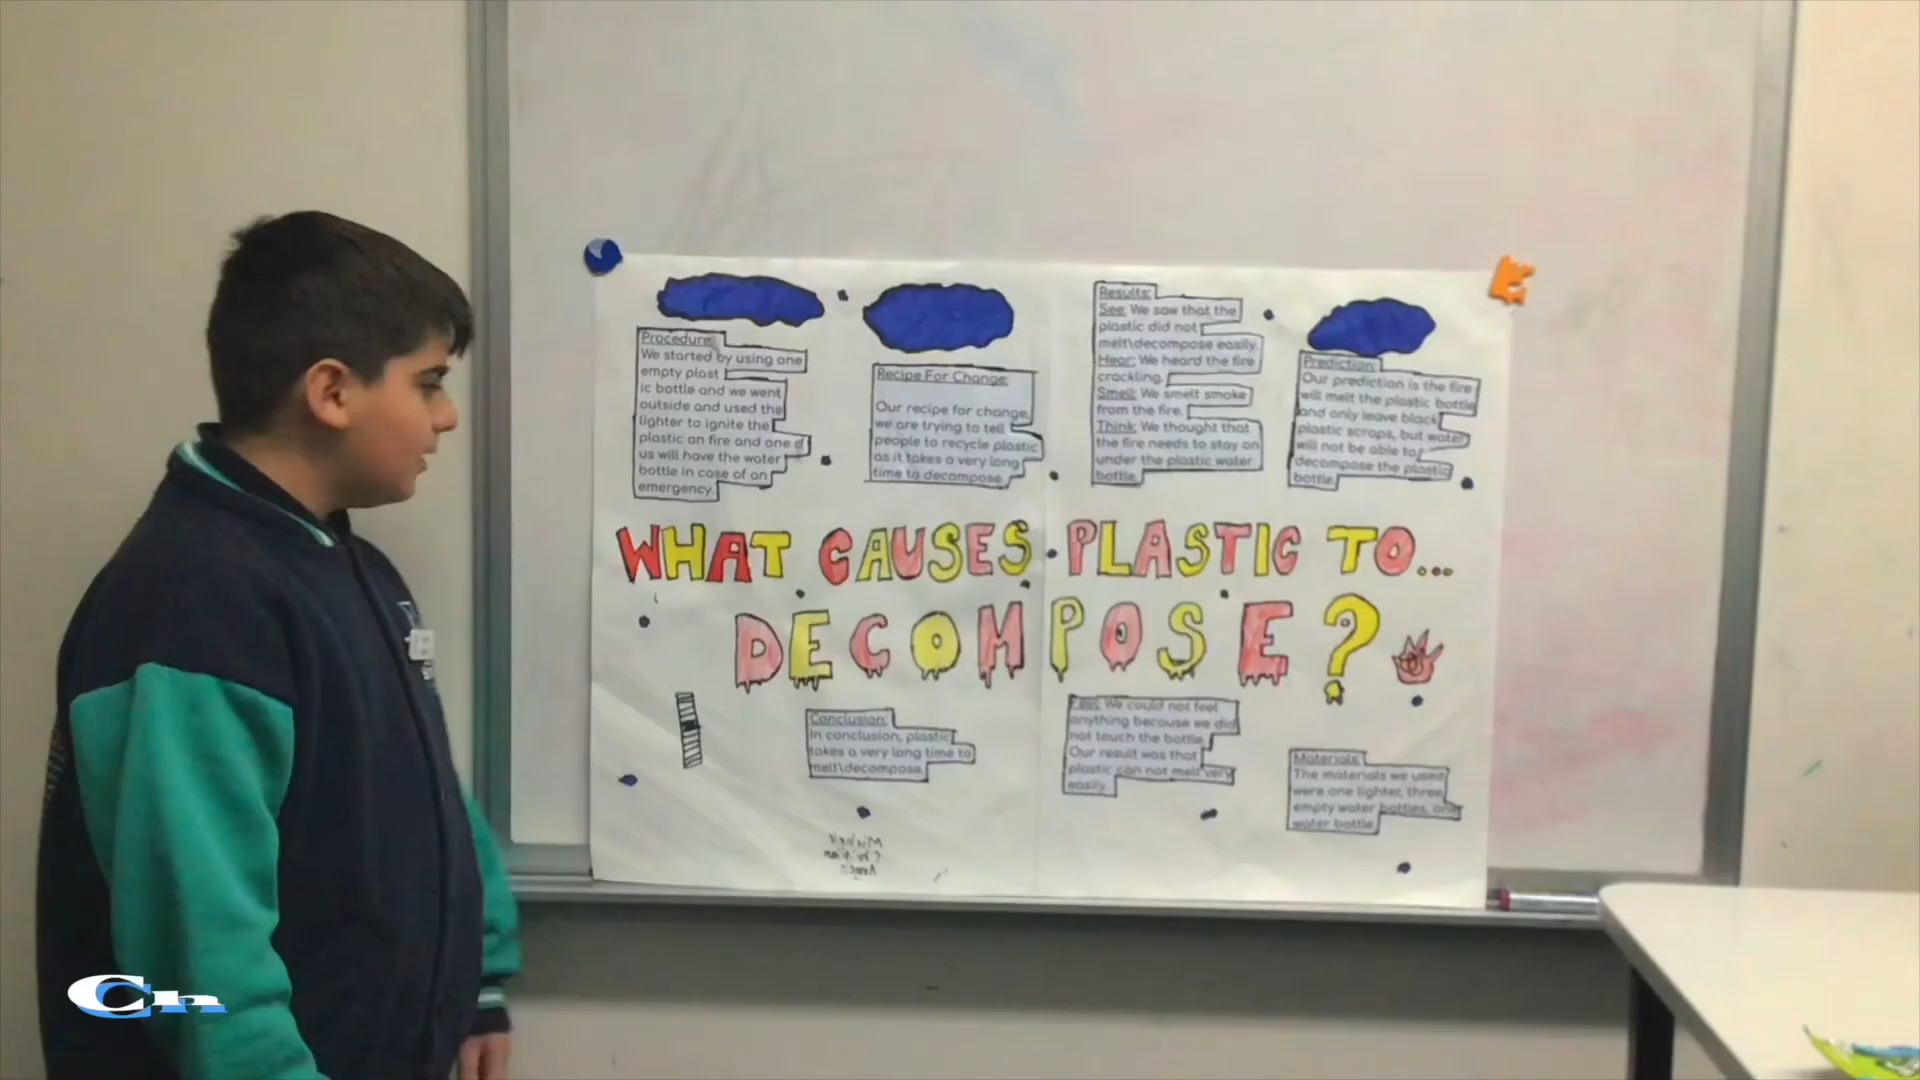 Procedure:
We started by using one
empty plast
ic bottle and we went
outside and used the
lighter to ignite the
plastic on fire and one of
us will have the water
bottle in case of an
emergency.
Recipe For Change:
Our recipe for change,
we are trying to tell
people to recycle plastic
as it takes a very long
time to decompose.
Results:
See: We saw that the
plastic did not
melt\decompose easily.
Hear: We heard the fire
crackling.
Smell: We smelt smoke
from the fire.
Think: We thought that
the fire needs to stay on
under the plastic water
bottle.
Prediction:
Our prediction is the fire
will melt the plastic bottle
and only leave black
plastic scraps, but water
will not be able to
decompose the plastic
bottle.
WHAT CAUSES PLASTIC TO...
DECOMPOSE?
Conclusion:
In conclusion, plastic
takes a very long time to
melt\decompose.
Feel: We could not feel
anything because we did
not touch the bottle.
Our result was that
plastic can not melt very
easily.
Materials:
The materials we used
were one lighter, three
empty water bottles, one
water bottle
Cn